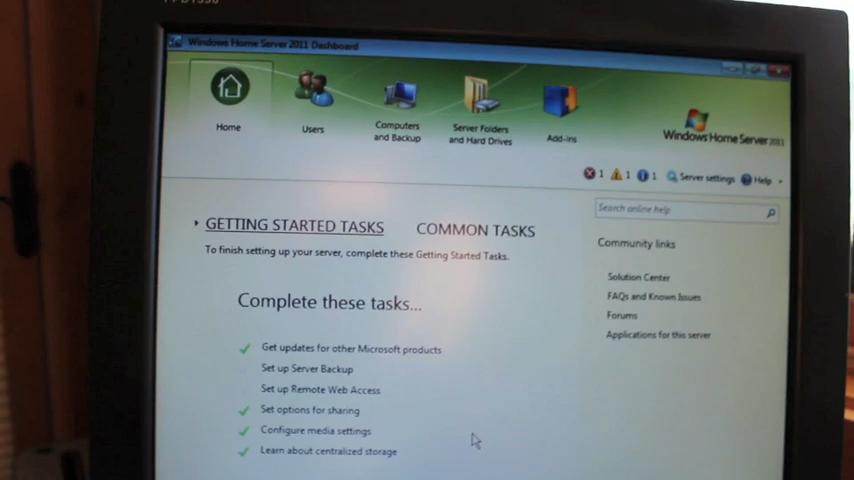 Windows Home Server 2011 Dashboard
Home
Users
Computers
and Backup
Server Folders
and Hard Drives
Add-ins
Windows Home Server 2011
1 1 1 Server settings Help
GETTING STARTED TASKS
COMMON TASKS
Search online help
To finish setting up your server, complete these Getting Started Tasks.
Community links
Solution Center
FAQs and Known Issues
Forums
Applications for this server
Complete these tasks...
Get updates for other Microsoft products
Set up Server Backup
Set up Remote Web Access
Set options for sharing
Configure media settings
Learn about centralized storage